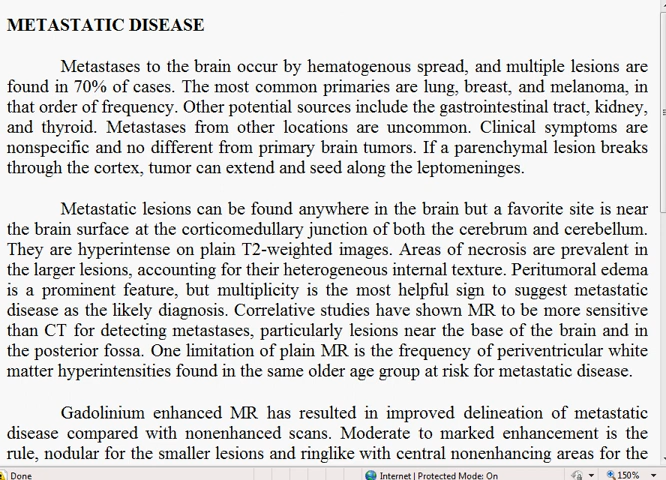 METASTATIC DISEASE
Metastases to the brain occur by hematogenous spread, and multiple lesions are
found in 70% of cases. The most common primaries are lung, breast, and melanoma, in
that order of frequency. Other potential sources include the gastrointestinal tract, kidney,
and thyroid. Metastases from other locations are uncommon. Clinical symptoms are
nonspecific and no different from primary brain tumors. If a parenchymal lesion breaks
through the cortex, tumor can extend and seed along the leptomeninges.
Metastatic lesions can be found anywhere in the brain but a favorite site is near
the brain surface at the corticomedullary junction of both the cerebrum and cerebellum.
They are hyperintense on plain T2-weighted images. Areas of necrosis are prevalent in
the larger lesions, accounting for their heterogeneous internal texture. Peritumoral edema
is a prominent feature, but multiplicity is the most helpful sign to suggest metastatic
disease as the likely diagnosis. Correlative studies have shown MR to be more sensitive
than CT for detecting metastases, particularly lesions near the base of the brain and in
the posterior fossa. One limitation of plain MR is the frequency of periventricular white
matter hyperintensities found in the same older age group at risk for metastatic disease.
Gadolinium enhanced MR has resulted in improved delineation of metastatic
disease compared with nonenhanced scans. Moderate to marked enhancement is the
rule, nodular for the smaller lesions and ringlike with central nonenhancing areas for the
Done Internet | Protected Mode: On 150%